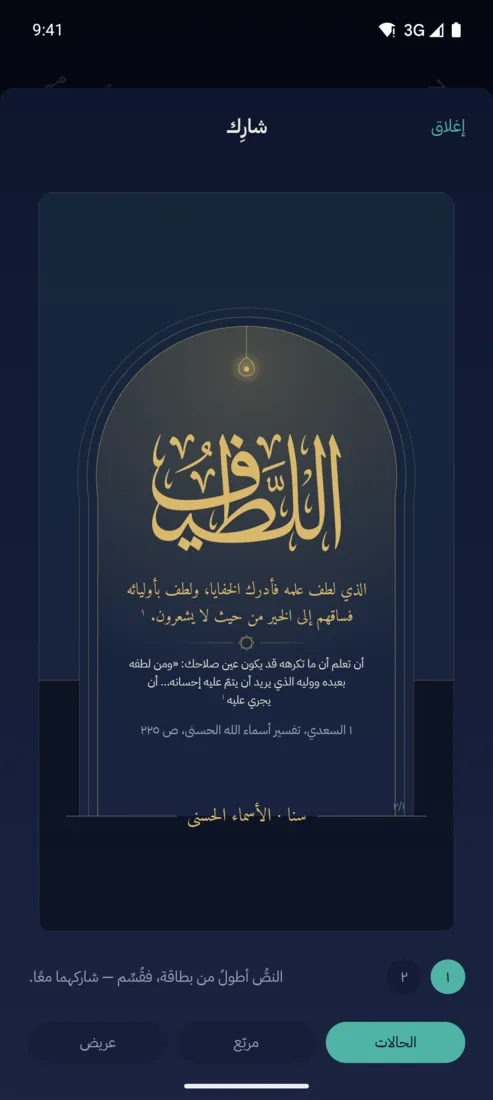 9:41
3G
شارِك
إغلاق
اللَّطِيفُ
الذي لطف علمه فأدرك الخفايا، ولطف بأوليائه
فساقهم إلى الخير من حيث لا يشعرون. ١
أن تعلم أن ما تكرهه قد يكون عين صلاحك: «ومن لطفه
بعبده ووليه الذي يريد أن يتمّ عليه إحسانه... أن
يجري عليه ١
١ السعدي، تفسير أسماء الله الحسنى، ص ٢٢٥
٢/١
سنا · الأسماء الحسنى
١
٢
النصُّ أطولُ من بطاقة، فقُسِّم — شاركهما معًا.
الحالات
مربّع
عريض